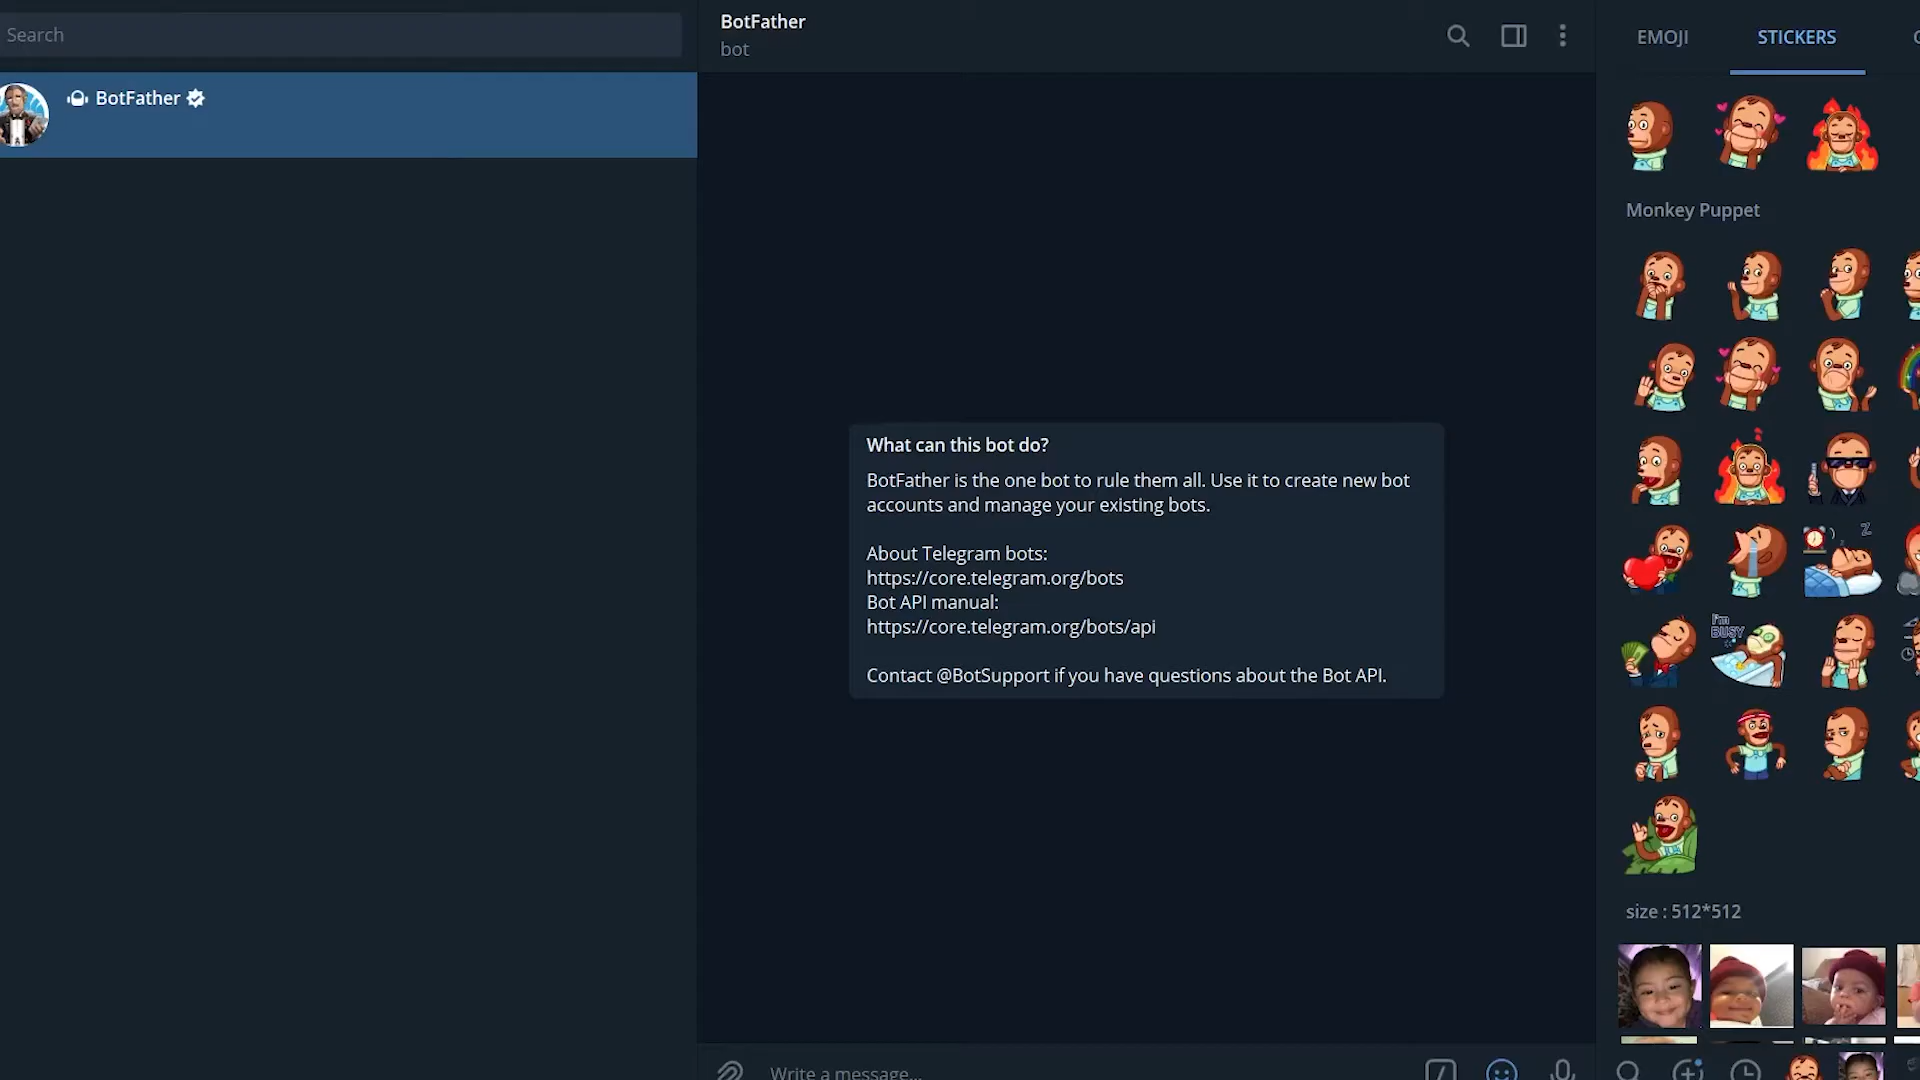 Search
BotFather
BotFather
bot
What can this bot do?
BotFather is the one bot to rule them all. Use it to create new bot
accounts and manage your existing bots.
About Telegram bots:
https://core.telegram.org/bots
Bot API manual:
https://core.telegram.org/bots/api
Contact @BotSupport if you have questions about the Bot API.
Write a message...
EMOJI
STICKERS
Monkey Puppet
I'm
BUSY
size : 512*512